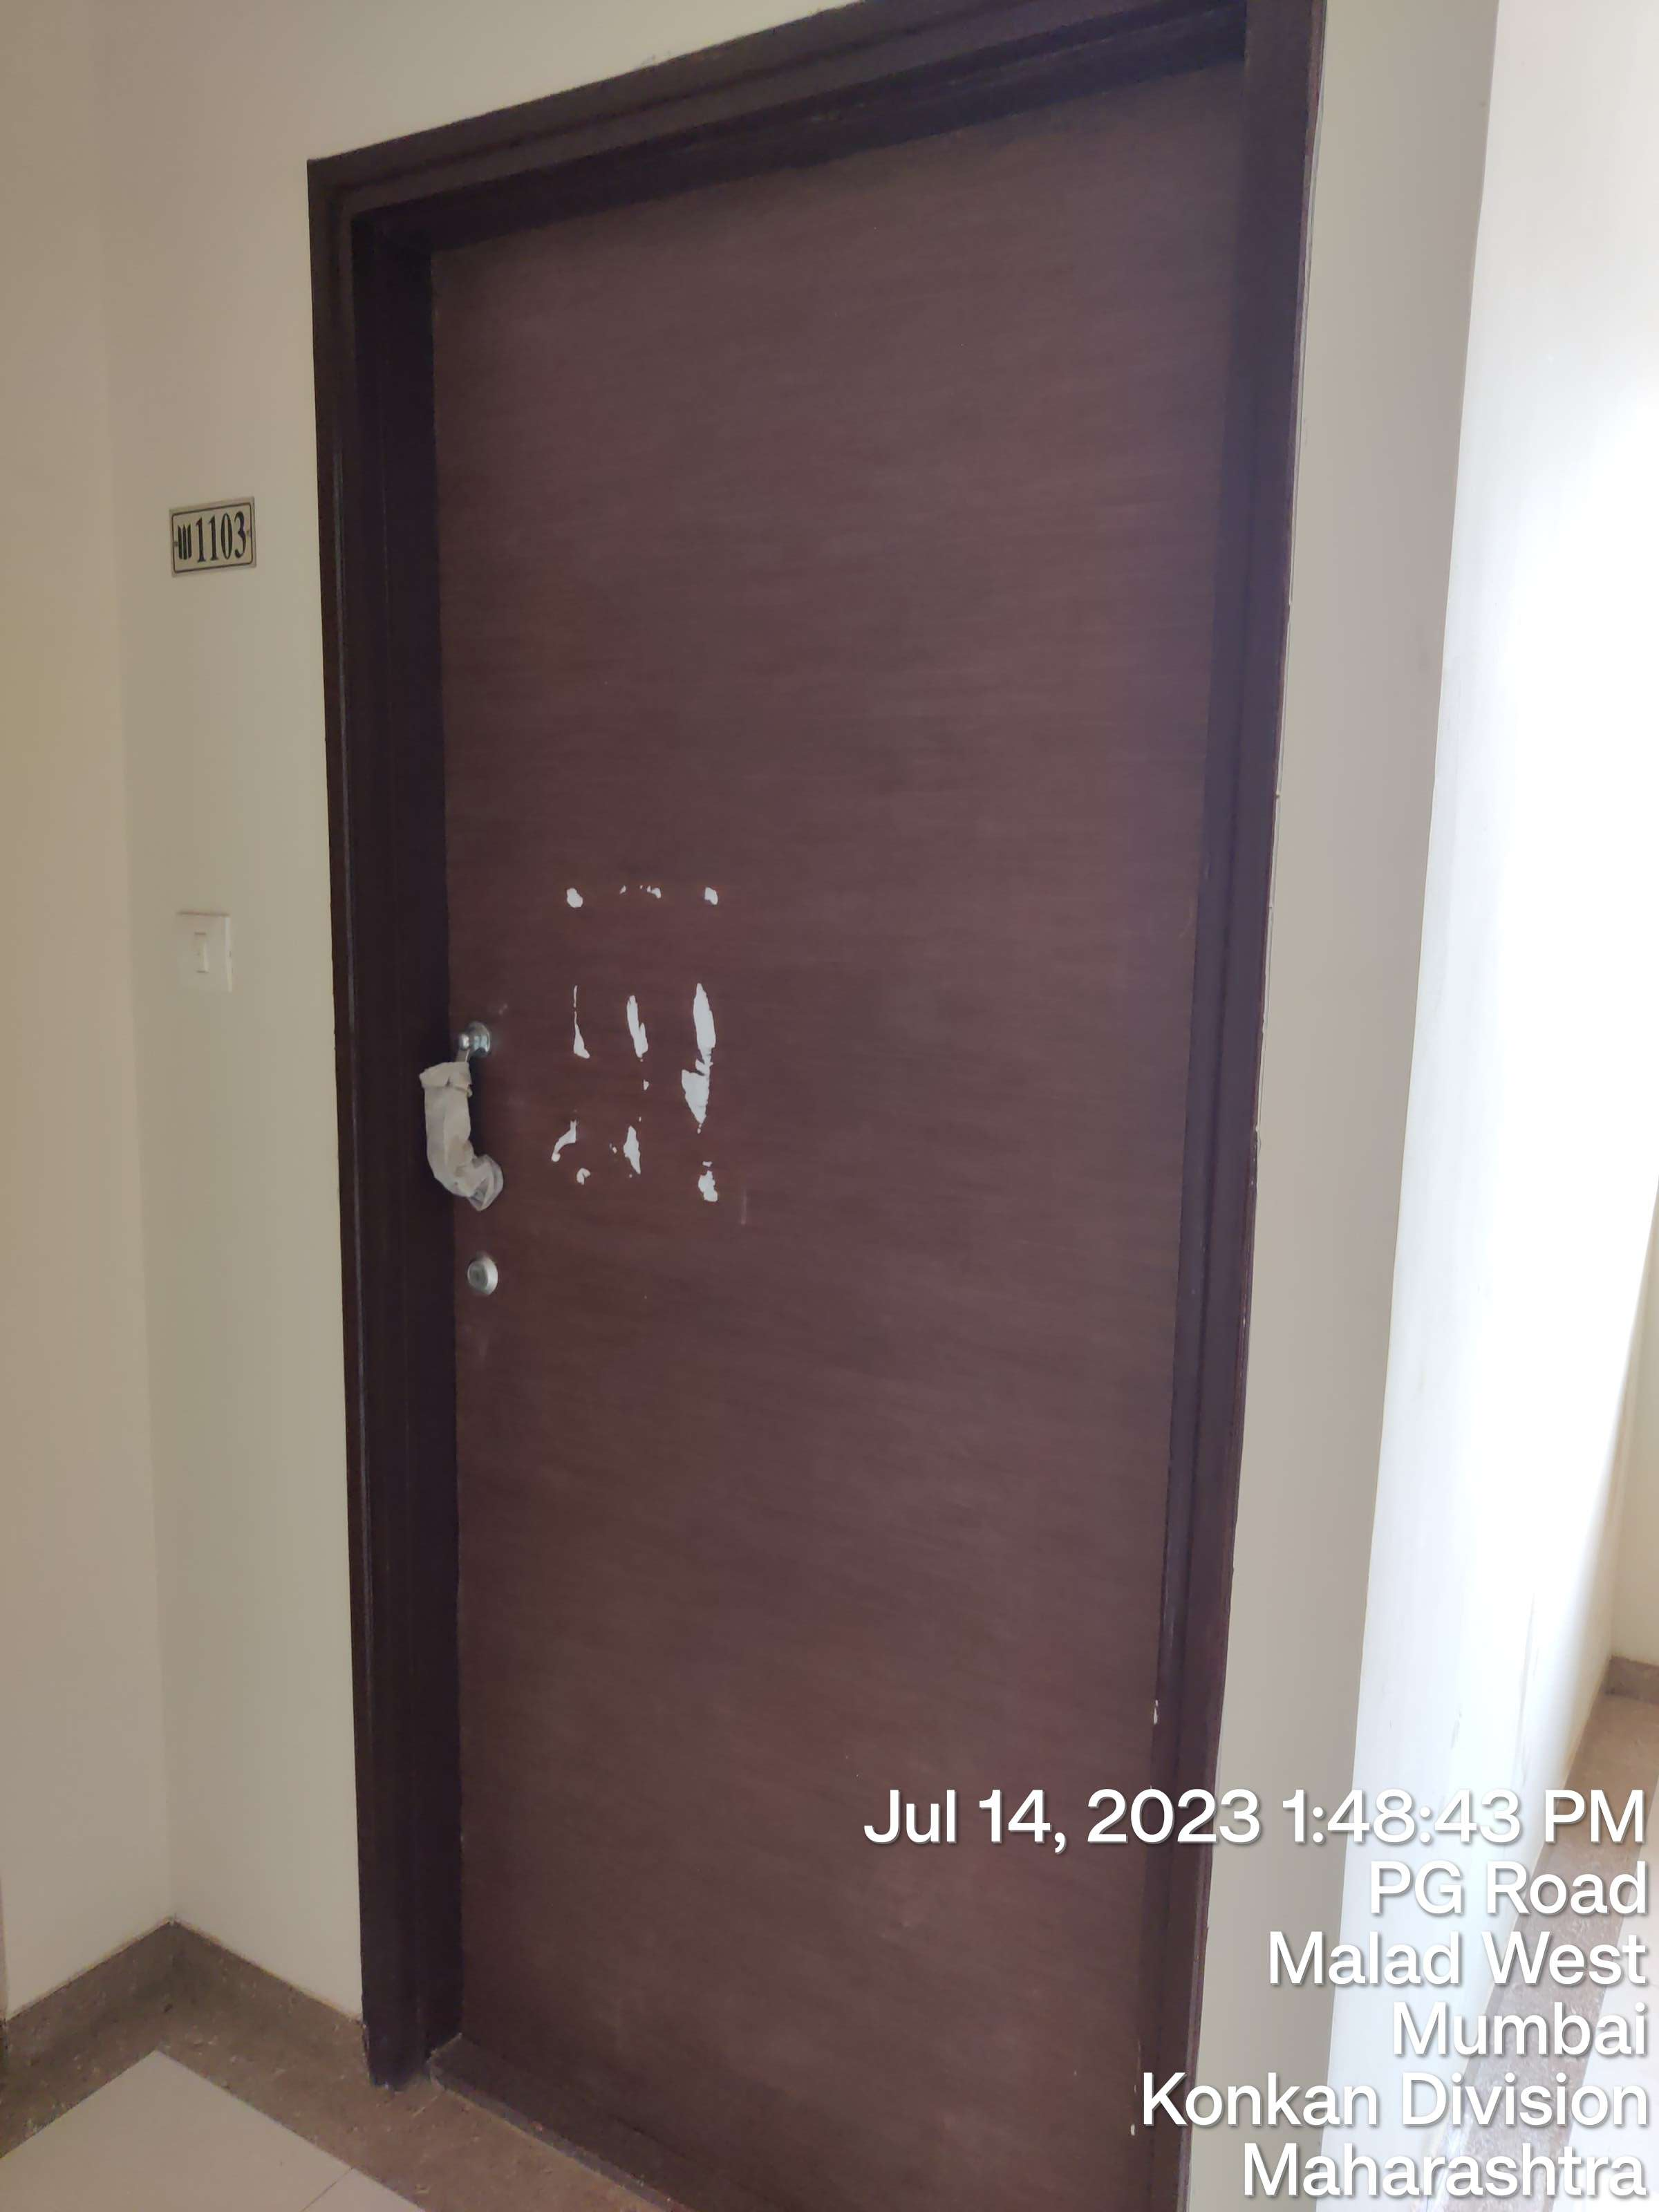 1103
Jul 14, 2023 1:48:43 PM
PG Road
Malad West
Mumbai
Konkan Division
Maharashtra